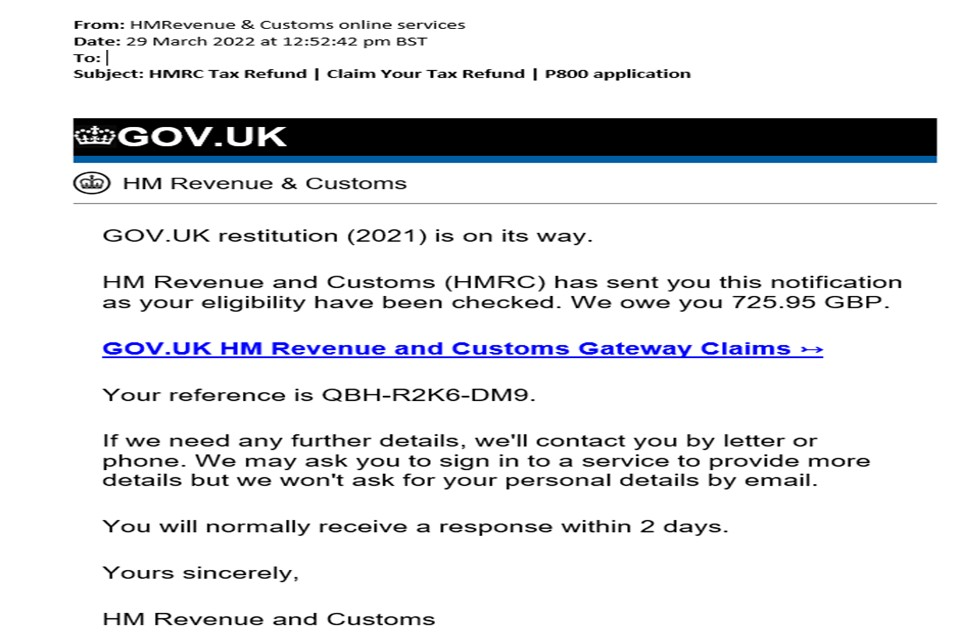 From: HMRevenue & Customs online services
Date: 29 March 2022 at 12:52:42 pm BST
To:
Subject: HMRC Tax Refund | Claim Your Tax Refund | P800 application
GOV.UK
HM Revenue & Customs
GOV.UK restitution (2021) is on its way.
HM Revenue and Customs (HMRC) has sent you this notification
as your eligibility have been checked. We owe you 725.95 GBP.
GOV.UK HM Revenue and Customs Gateway Claims ↣
Your reference is QBH-R2K6-DM9.
If we need any further details, we'll contact you by letter or
phone. We may ask you to sign in to a service to provide more
details but we won't ask for your personal details by email.
You will normally receive a response within 2 days.
Yours sincerely,
HM Revenue and Customs